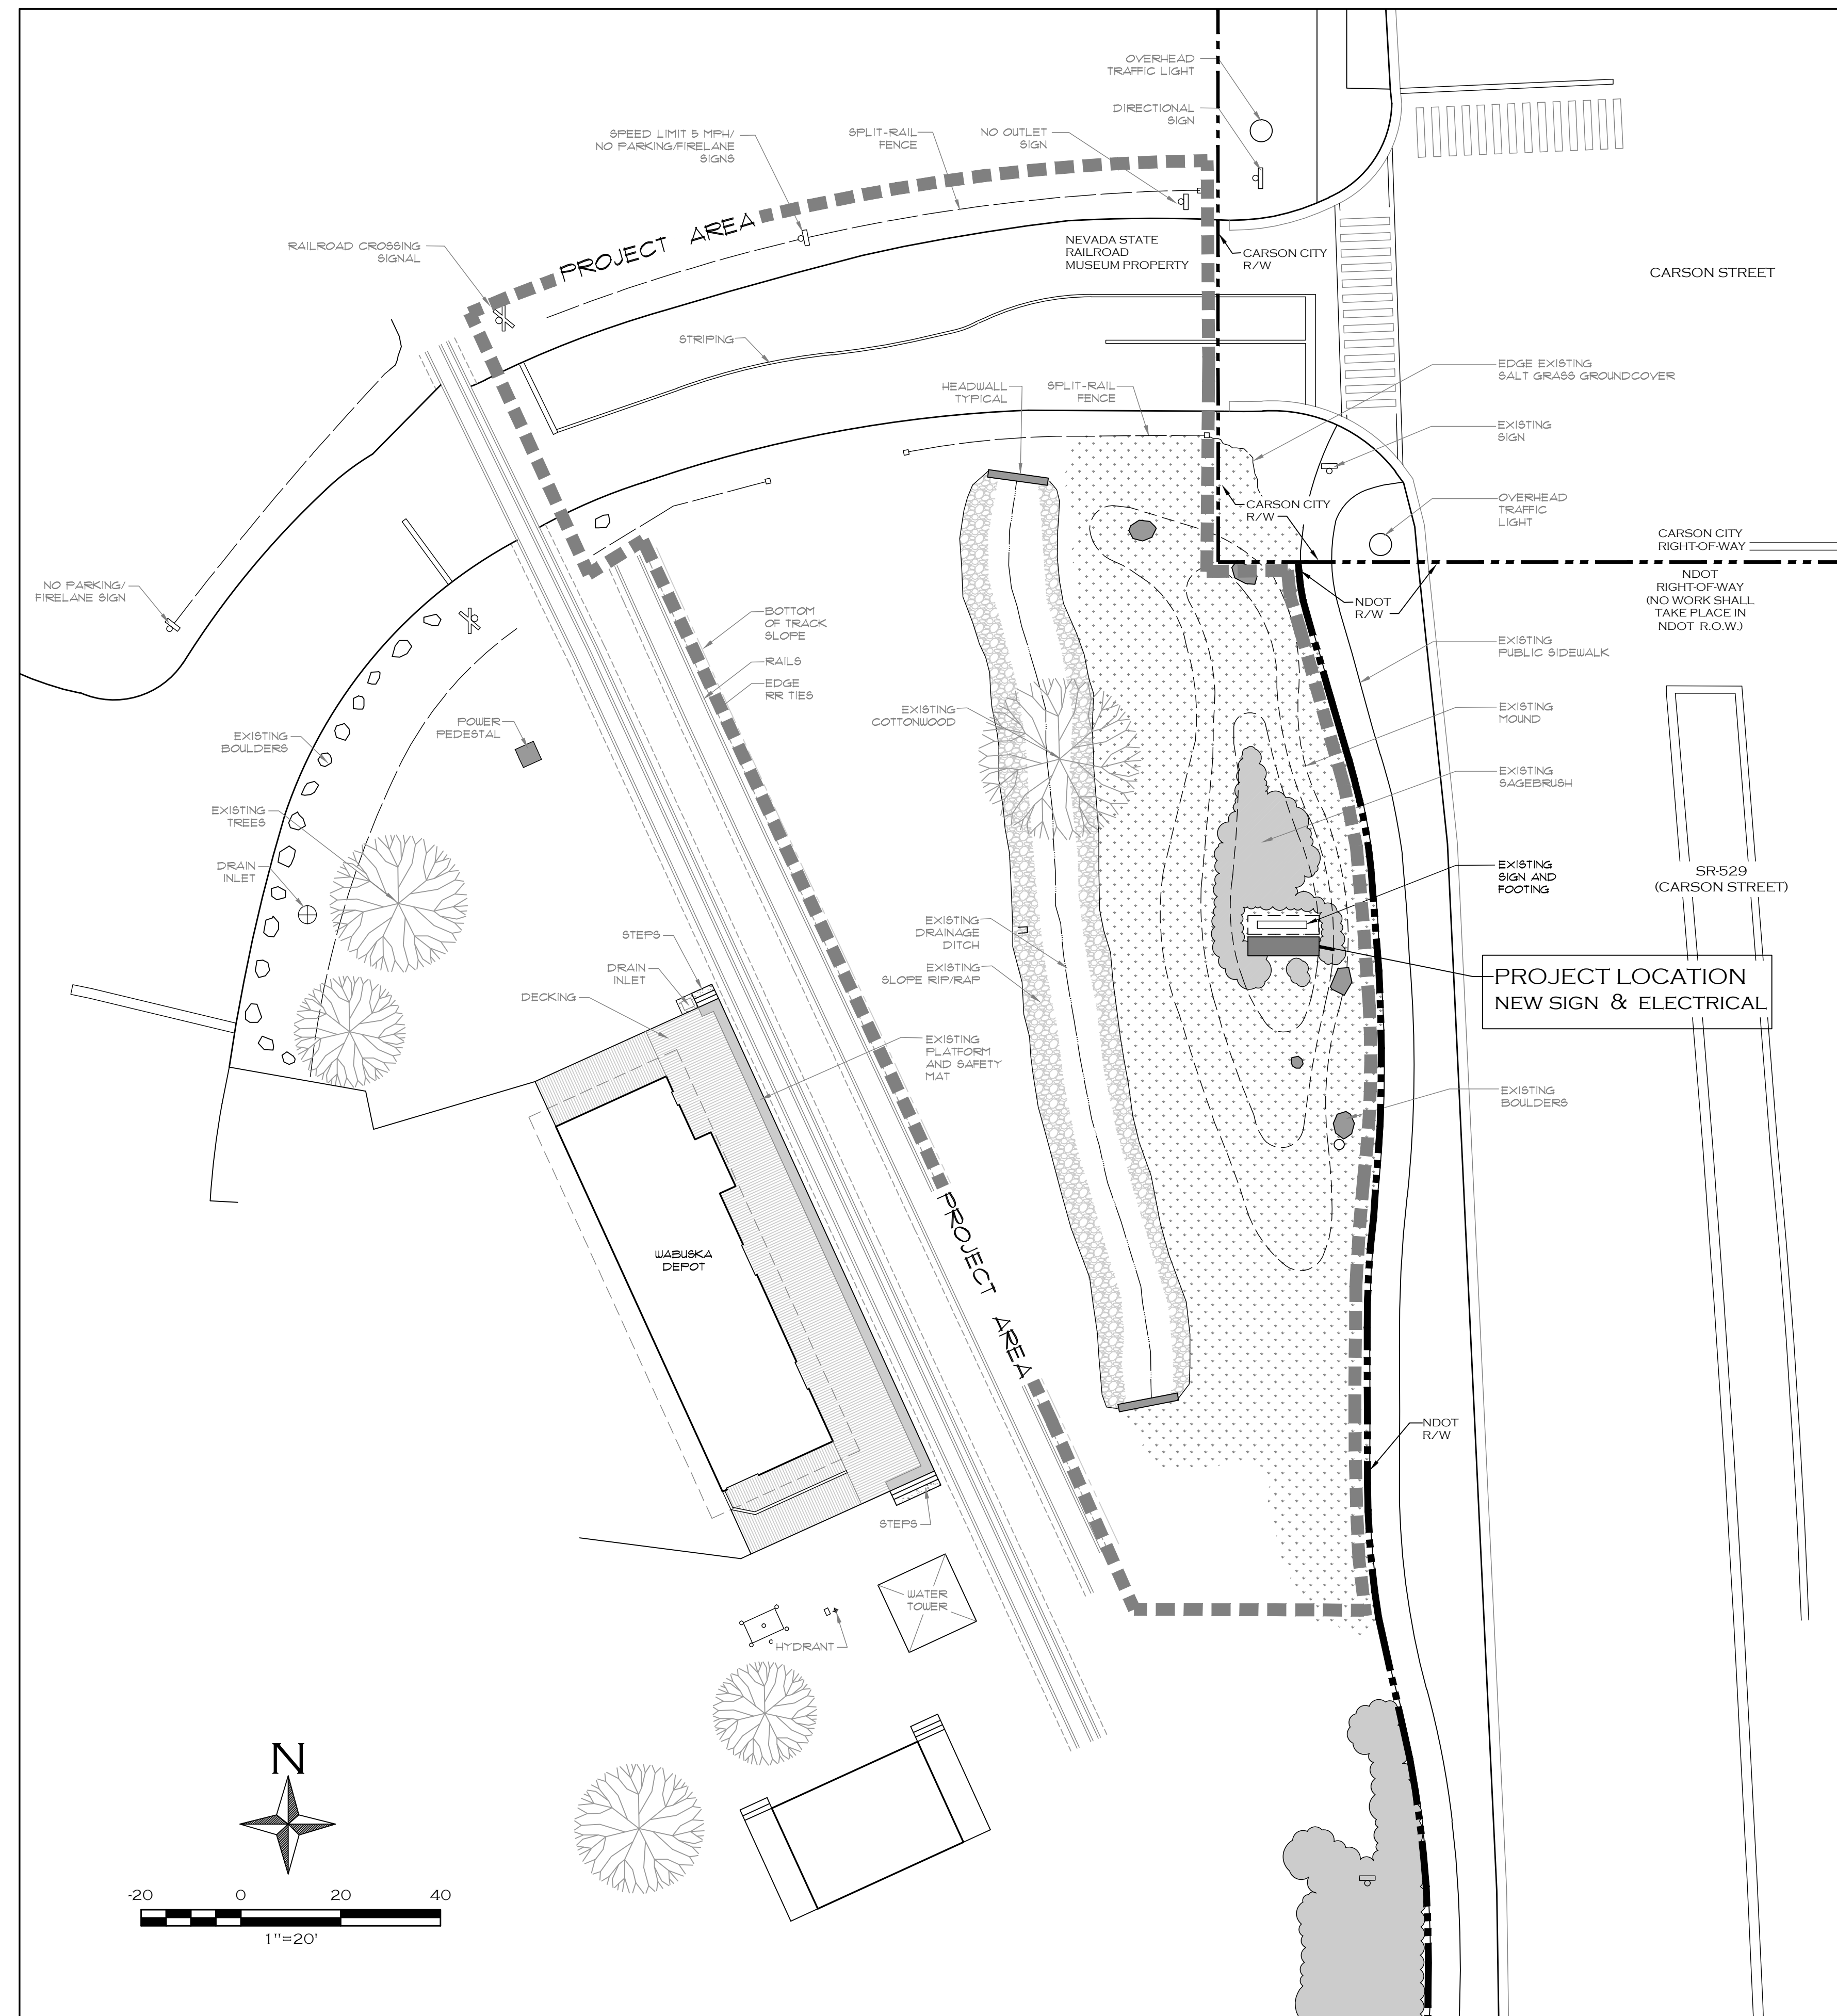 OVERHEAD
TRAFFIC LIGHT
DIRECTIONAL
SIGN
SPEED LIMIT 5 MPH/
NO PARKING/FIRELANE
SIGNS
SPLIT-RAIL
FENCE
NO OUTLET
SIGN
PROJECT AREA
RAILROAD CROSSING
SIGNAL
NEVADA STATE
RAILROAD
MUSEUM PROPERTY
CARSON CITY
R/W
CARSON STREET
STRIPING
HEADWALL
TYPICAL
SPLIT-RAIL
FENCE
EDGE EXISTING
SALT GRASS GROUNDCOVER
EXISTING
SIGN
CARSON CITY
R/W
OVERHEAD
TRAFFIC
LIGHT
CARSON CITY
RIGHT-OF-WAY
NDOT
RIGHT-OF-WAY
(NO WORK SHALL
TAKE PLACE IN
NDOT R.O.W.)
NO PARKING/
FIRELANE SIGN
NDOT
R/W
BOTTOM
OF TRACK
SLOPE
RAILS
EDGE
RR TIES
EXISTING
PUBLIC SIDEWALK
EXISTING
COTTONWOOD
EXISTING
MOUND
POWER
PEDESTAL
EXISTING
BOULDERS
EXISTING
SAGEBRUSH
EXISTING
TREES
DRAIN
INLET
EXISTING
SIGN AND
FOOTING
SR-529
(CARSON STREET)
STEPS
DRAIN
INLET
DECKING
EXISTING
DRAINAGE
DITCH
EXISTING
SLOPE RIP/RAP
PROJECT LOCATION
NEW SIGN & ELECTRICAL
EXISTING
PLATFORM
AND SAFETY
MAT
EXISTING
BOULDERS
PROJECT AREA
WABUSKA
DEPOT
NDOT
R/W
STEPS
WATER
TOWER
HYDRANT
N
-20 0 20 40
1"=20'